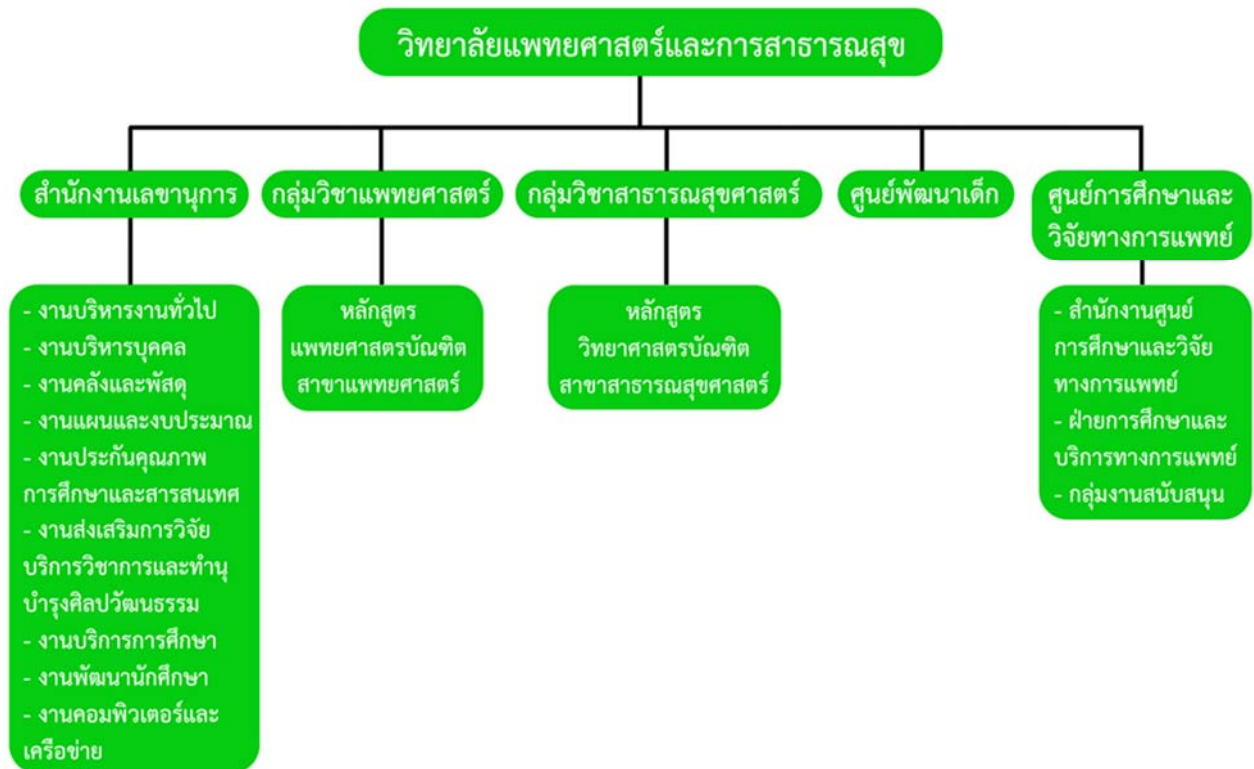 วิทยาลัยแพทยศาสตร์และการสาธารณสุข
สำนักงานเลขานุการ
กลุ่มวิชาแพทยศาสตร์
กลุ่มวิชาสาธารณสุขศาสตร์
ศูนย์พัฒนาเด็ก
ศูนย์การศึกษาและ
วิจัยทางการแพทย์
- งานบริหารงานทั่วไป
- งานบริหารบุคคล
- งานคลังและพัสดุ
- งานแผนและงบประมาณ
- งานประกันคุณภาพ
การศึกษาและสารสนเทศ
- งานส่งเสริมการวิจัย
บริการวิชาการและทำนุ
บำรุงศิลปวัฒนธรรม
- งานบริการการศึกษา
- งานพัฒนานักศึกษา
- งานคอมพิวเตอร์และ
เครือข่าย
หลักสูตร
แพทยศาสตรบัณฑิต
สาขาแพทยศาสตร์
หลักสูตร
วิทยาศาสตรบัณฑิต
สาขาสาธารณสุขศาสตร์
- สำนักงานศูนย์
การศึกษาและวิจัย
ทางการแพทย์
- ฝ่ายการศึกษาและ
บริการทางการแพทย์
- กลุ่มงานสนับสนุน